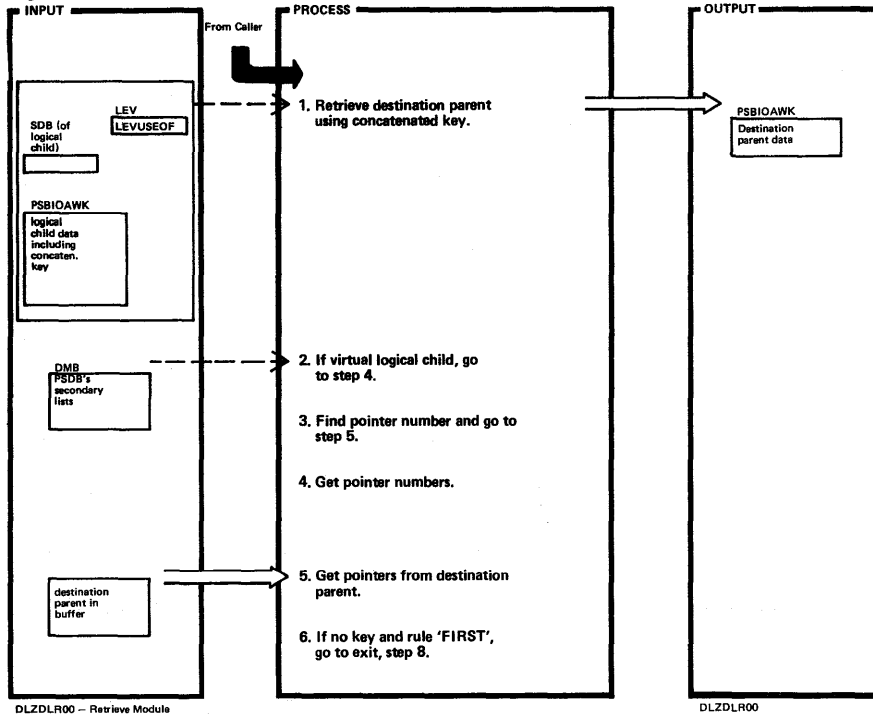 INPUT
From Caller
PROCESS
OUTPUT
LEV
LEVUSEOF
SDB (of
logical
child)
PSBIOAWK
logical
child data
including
concaten.
key
1. Retrieve destination parent
using concatenated key.
PSBIOAWK
Destination
parent data
DMB
PSDB's
secondary
lists
2. If virtual logical child, go
to step 4.
3. Find pointer number and go to
step 5.
4. Get pointer numbers.
destination
parent in
buffer
5. Get pointers from destination
parent.
6. If no key and rule 'FIRST',
go to exit, step 8.
DLZDLR00 – Retrieve Module
DLZDLR00